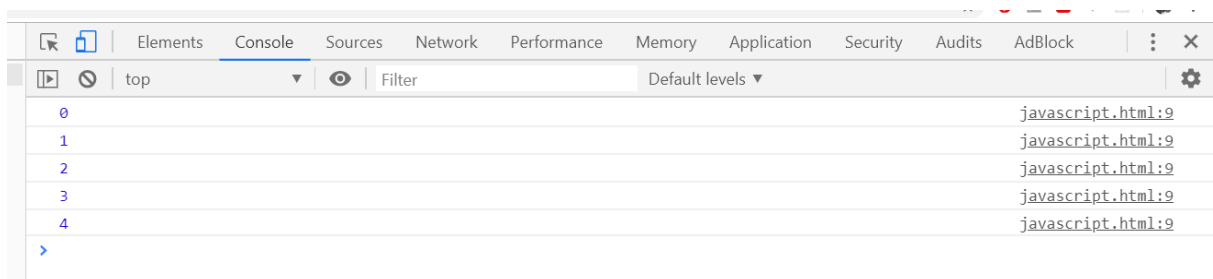 Elements Console Sources Network Performance Memory Application Security Audits AdBlock
top Filter Default levels
0 javascript.html:9
1 javascript.html:9
2 javascript.html:9
3 javascript.html:9
4 javascript.html:9